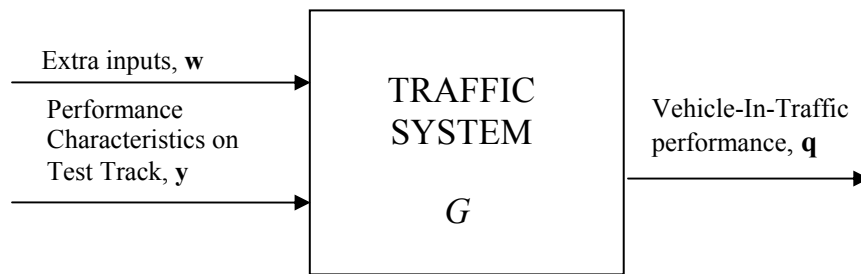 Extra inputs, w
Performance
Characteristics on
Test Track, y
TRAFFIC
SYSTEM
G
Vehicle-In-Traffic
performance, q